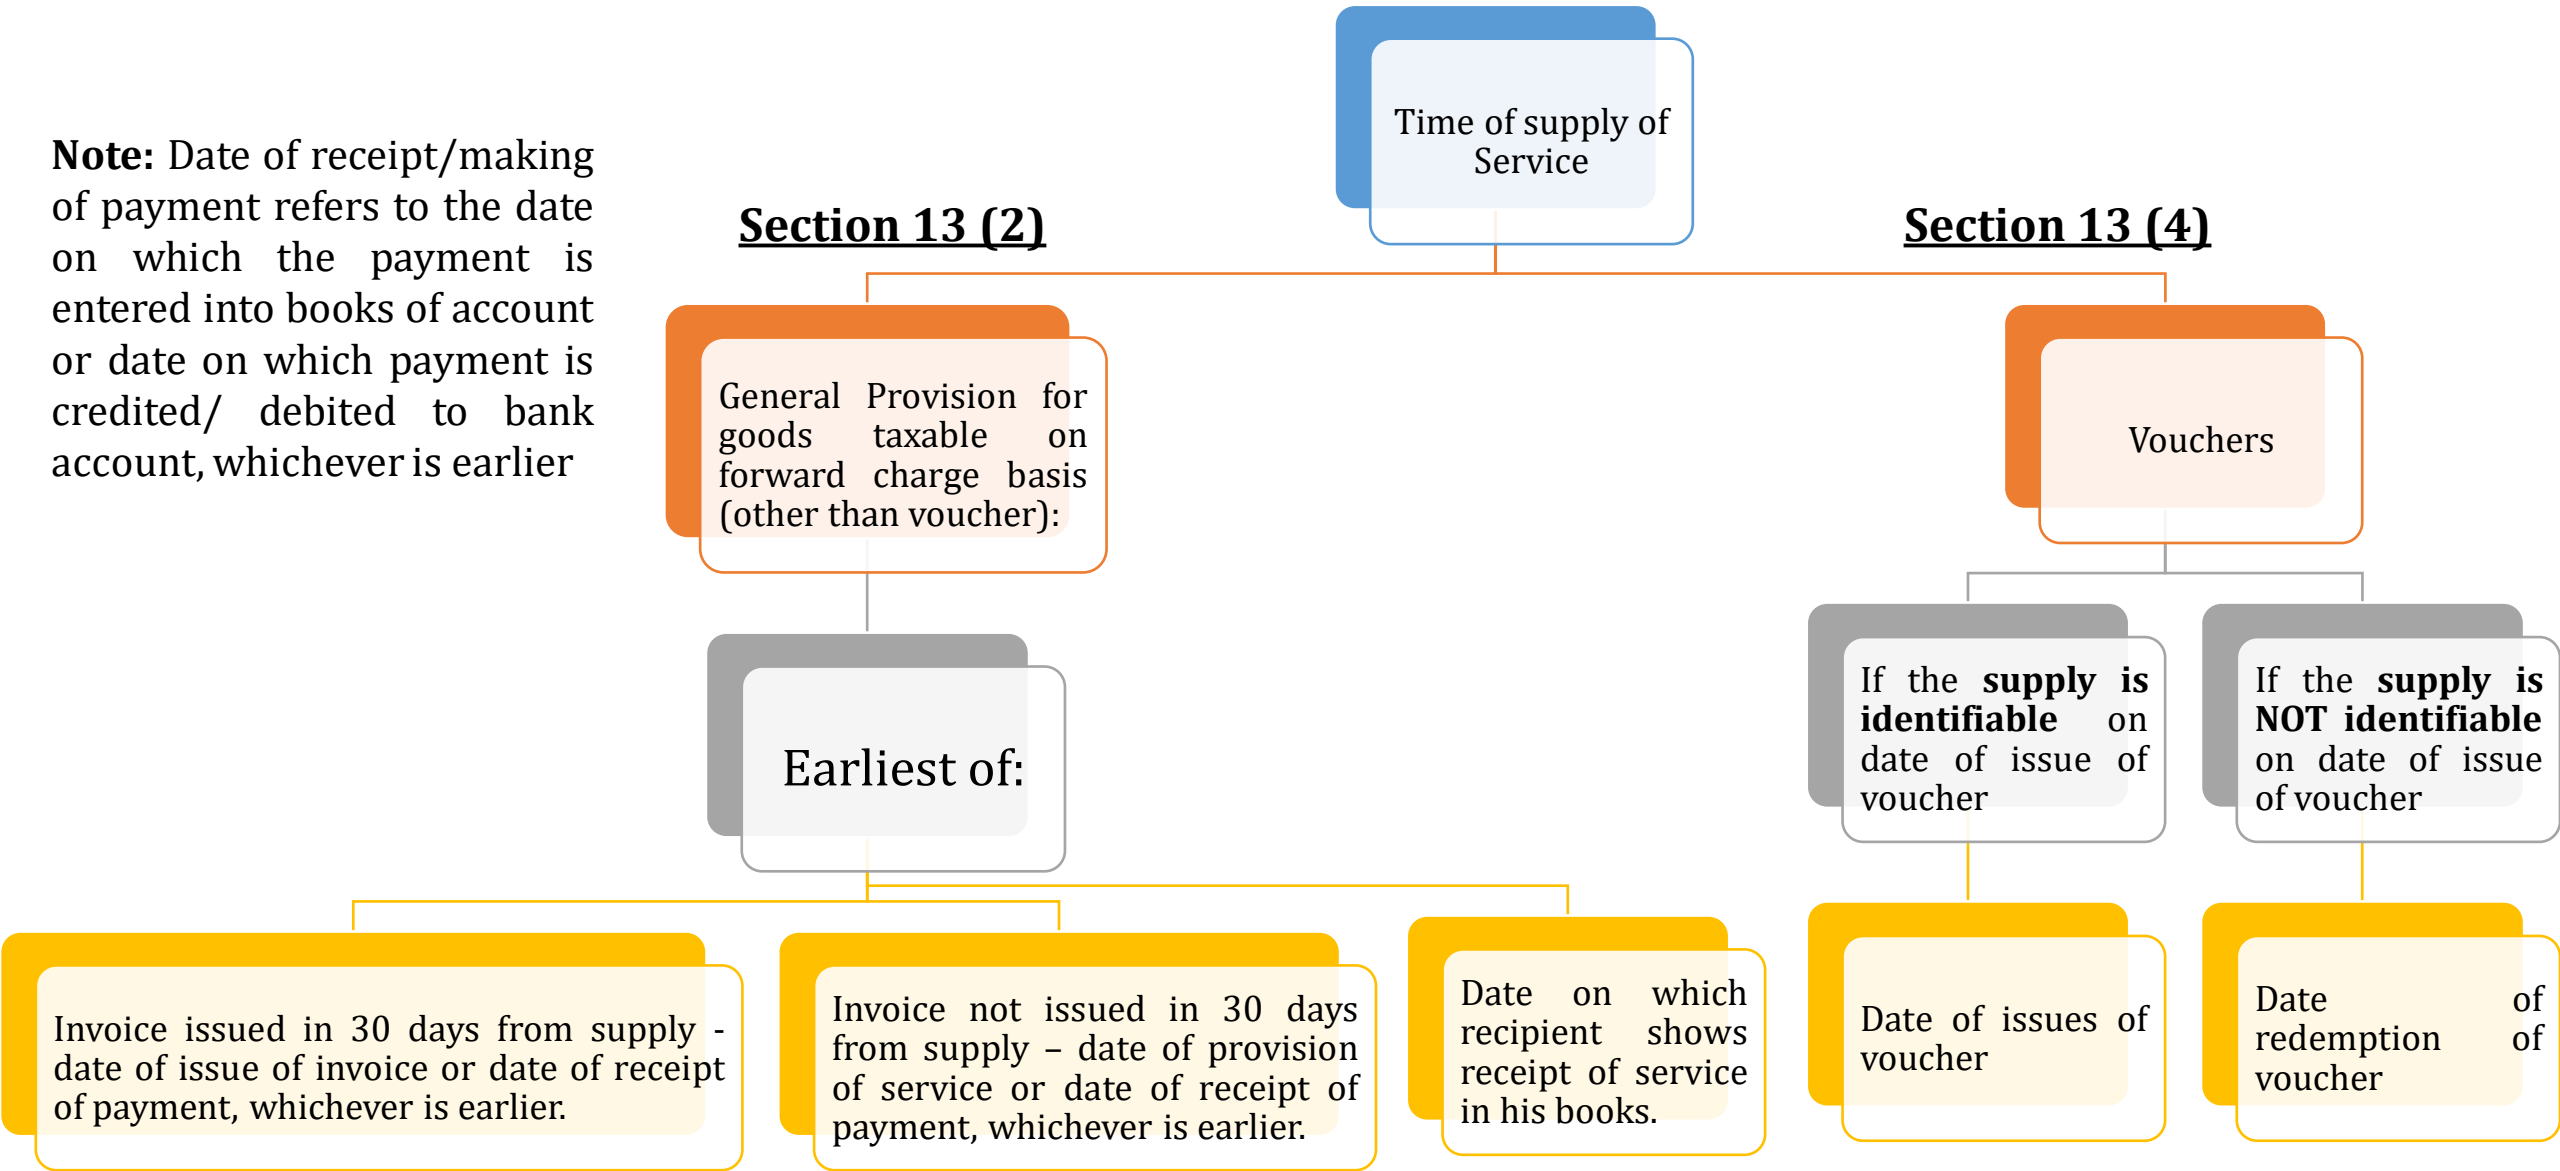 Time of supply of
Service
Note: Date of receipt/making
of payment refers to the date
on which the payment is
entered into books of account
or date on which payment is
credited/ debited to bank
account, whichever is earlier
Section 13 (2)
Section 13 (4)
General Provision for
goods taxable on
forward charge basis
(other than voucher):
Vouchers
Earliest of:
If the supply is
identifiable on
date of issue of
voucher
If the supply is
NOT identifiable
on date of issue
of voucher
Invoice issued in 30 days from supply -
date of issue of invoice or date of receipt
of payment, whichever is earlier.
Invoice not issued in 30 days
from supply – date of provision
of service or date of receipt of
payment, whichever is earlier.
Date on which
recipient shows
receipt of service
in his books.
Date of issues of
voucher
Date of
redemption of
voucher